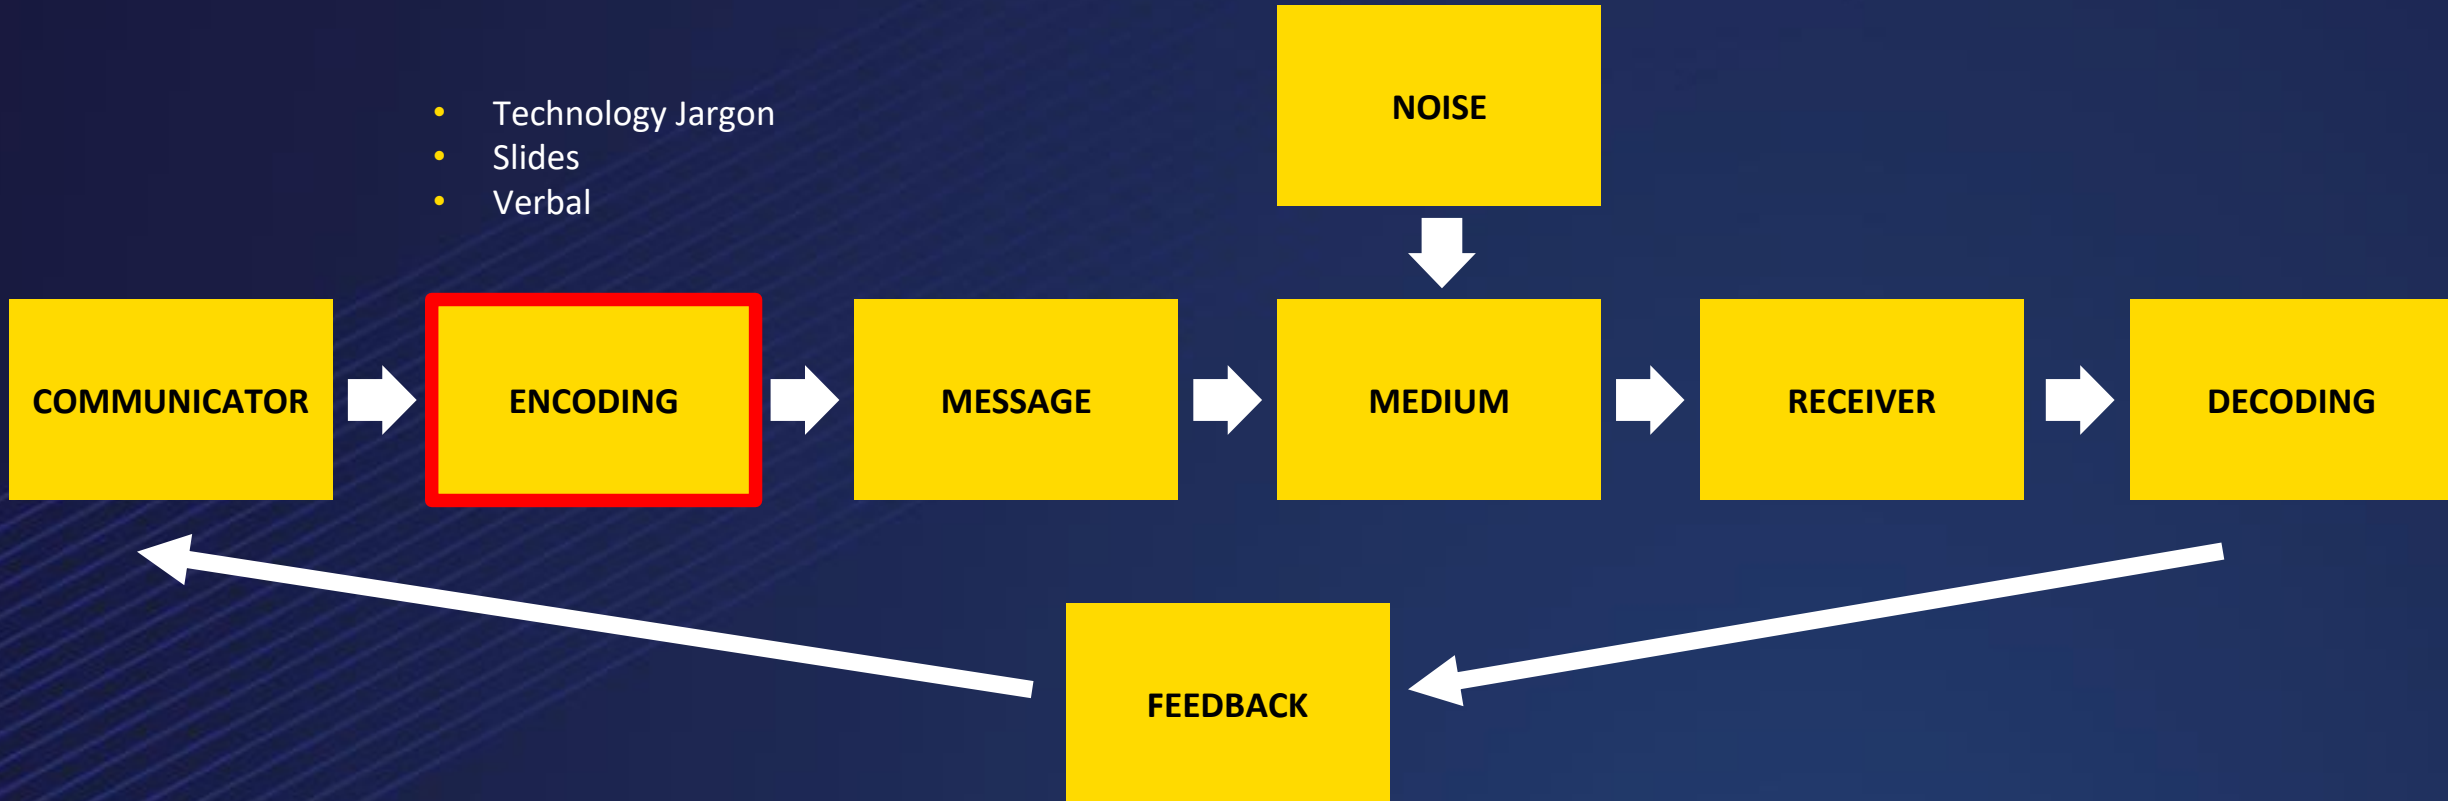 • Technology Jargon
• Slides
• Verbal
NOISE
COMMUNICATOR
ENCODING
MESSAGE
MEDIUM
RECEIVER
DECODING
FEEDBACK